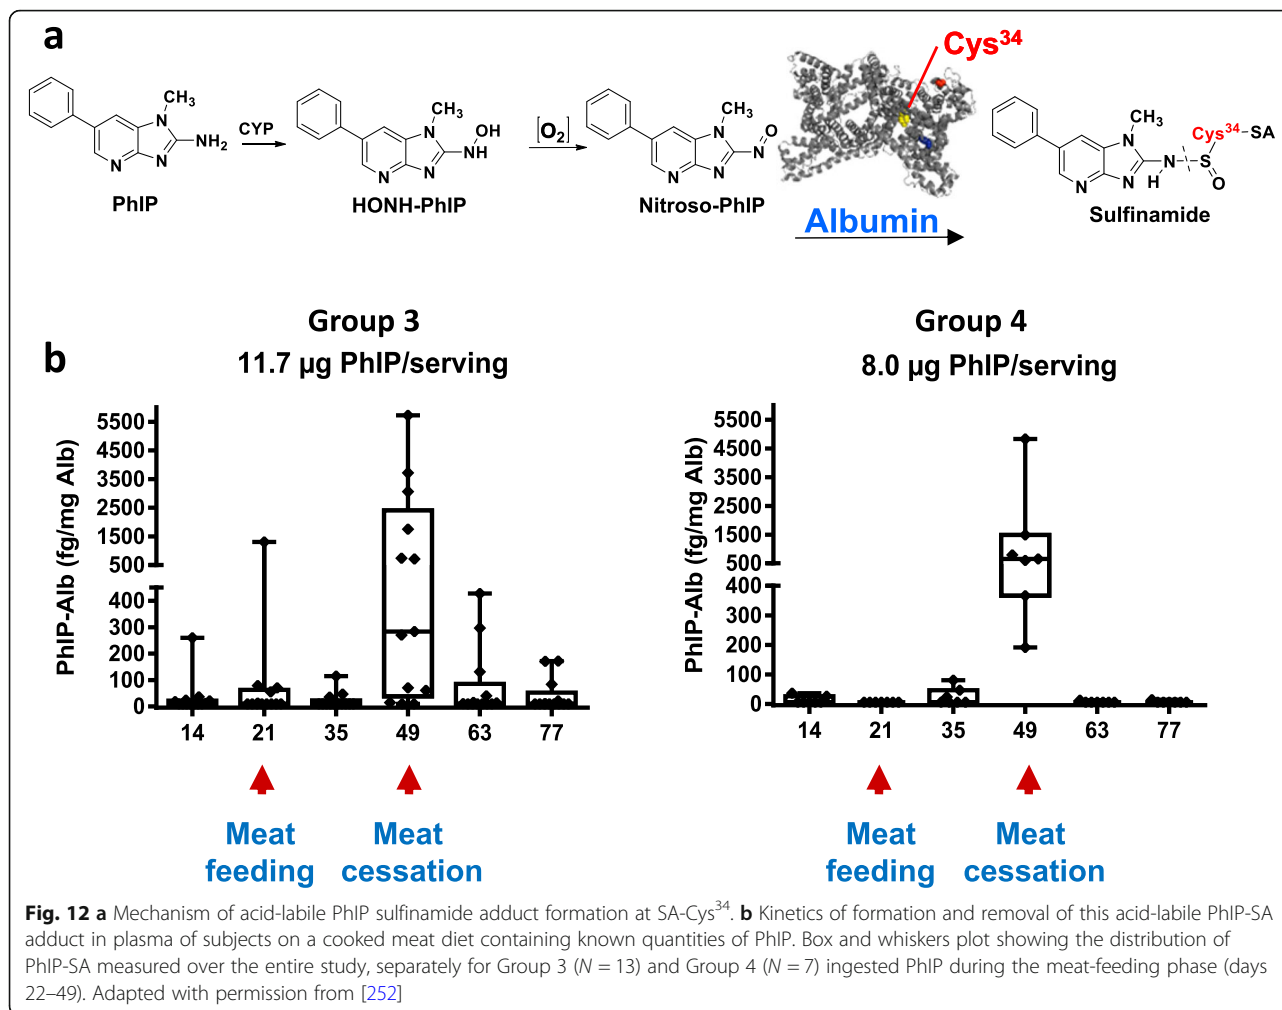 a
Cys³⁴
CH₃
N
N
N
NH₂
PhIP
CYP
CH₃
N
N
N
OH
N
H
HONH-PhIP
[O₂]
CH₃
N
N
N
O
N
Nitroso-PhIP
Albumin
CH₃
N
N
N
N
H
S
O
Cys³⁴-SA
Sulfinamide
b
Group 3
11.7 µg PhIP/serving
PhIP-Alb (fg/mg Alb)
5500
4500
3500
2500
1500
500
400
300
200
100
0
14 21 35 49 63 77
Meat
feeding
Meat
cessation
Group 4
8.0 µg PhIP/serving
PhIP-Alb (fg/mg Alb)
5500
4500
3500
2500
1500
500
400
300
200
100
0
14 21 35 49 63 77
Meat
feeding
Meat
cessation
Fig. 12 a Mechanism of acid-labile PhIP sulfinamide adduct formation at SA-Cys³⁴. b Kinetics of formation and removal of this acid-labile PhIP-SA
adduct in plasma of subjects on a cooked meat diet containing known quantities of PhIP. Box and whiskers plot showing the distribution of
PhIP-SA measured over the entire study, separately for Group 3 (N = 13) and Group 4 (N = 7) ingested PhIP during the meat-feeding phase (days
22–49). Adapted with permission from [252]